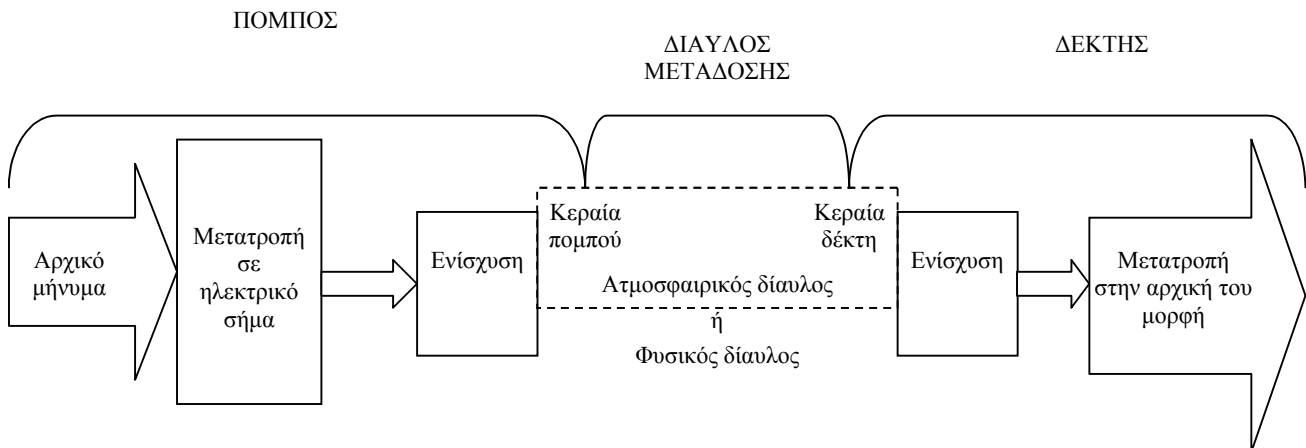 ΠΟΜΠΟΣ
ΔΙΑΥΛΟΣ
ΜΕΤΑΔΟΣΗΣ
ΔΕΚΤΗΣ
Αρχικό
μήνυμα
Μετατροπή
σε
ηλεκτρικό
σήμα
Ενίσχυση
Κεραία
πομπού
Ατμοσφαιρικός δίαυλος
ή
Φυσικός δίαυλος
Κεραία
δέκτη
Ενίσχυση
Μετατροπή
στην αρχική του
μορφή